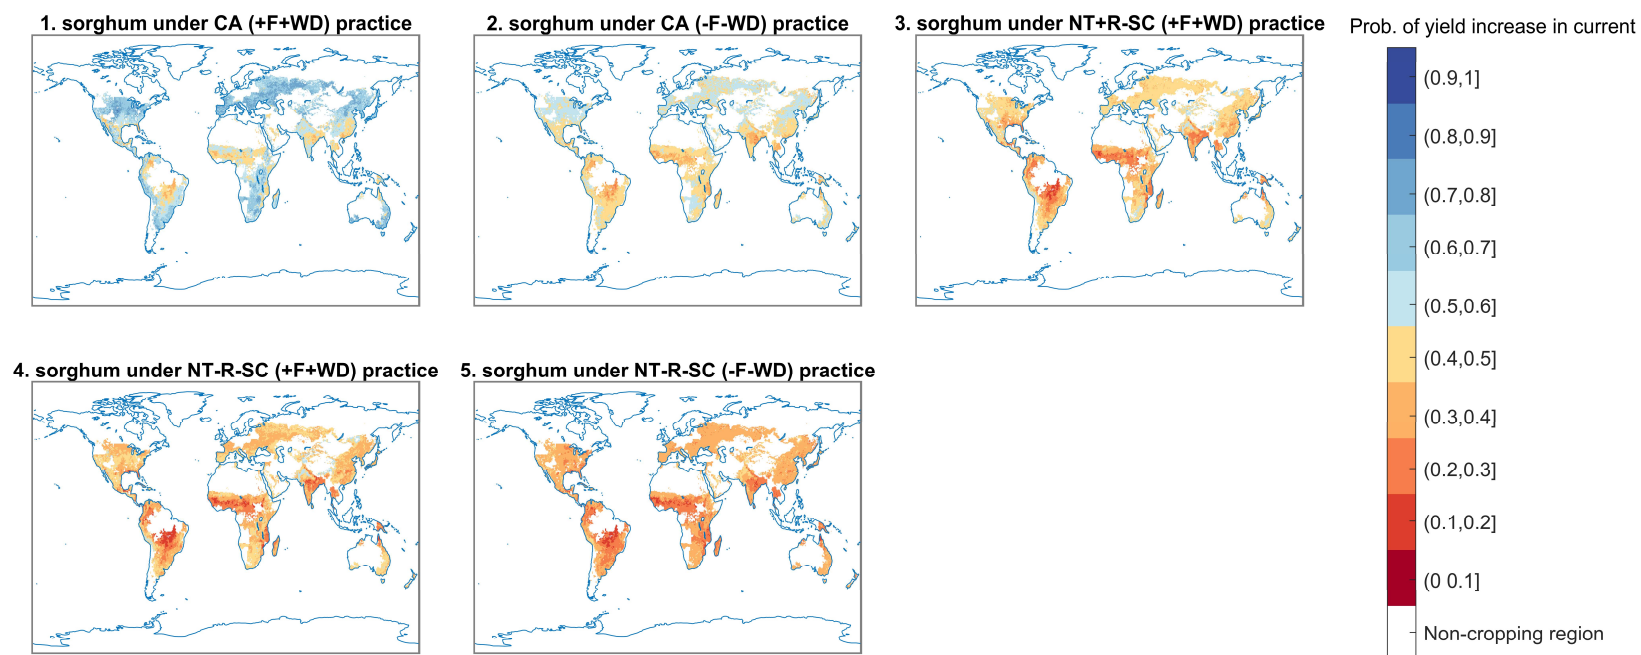 1. sorghum under CA (+F+WD) practice
2. sorghum under CA (-F-WD) practice
3. sorghum under NT+R-SC (+F+WD) practice
Prob. of yield increase in current
(0.9,1]
(0.8,0.9]
(0.7,0.8]
(0.6,0.7]
(0.5,0.6]
(0.4,0.5]
(0.3,0.4]
(0.2,0.3]
(0.1,0.2]
(0 0.1]
Non-cropping region
4. sorghum under NT-R-SC (+F+WD) practice
5. sorghum under NT-R-SC (-F-WD) practice